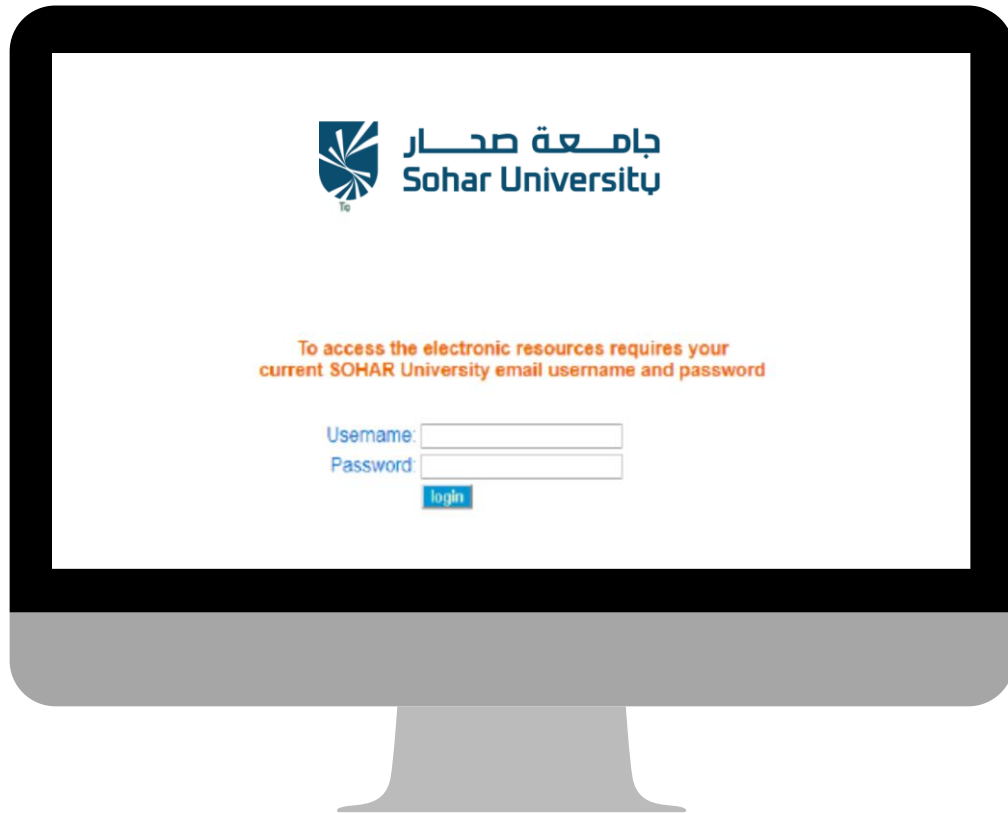 جامعة صحار
Sohar University
To access the electronic resources requires your
current SOHAR University email username and password
Username:
Password:
login